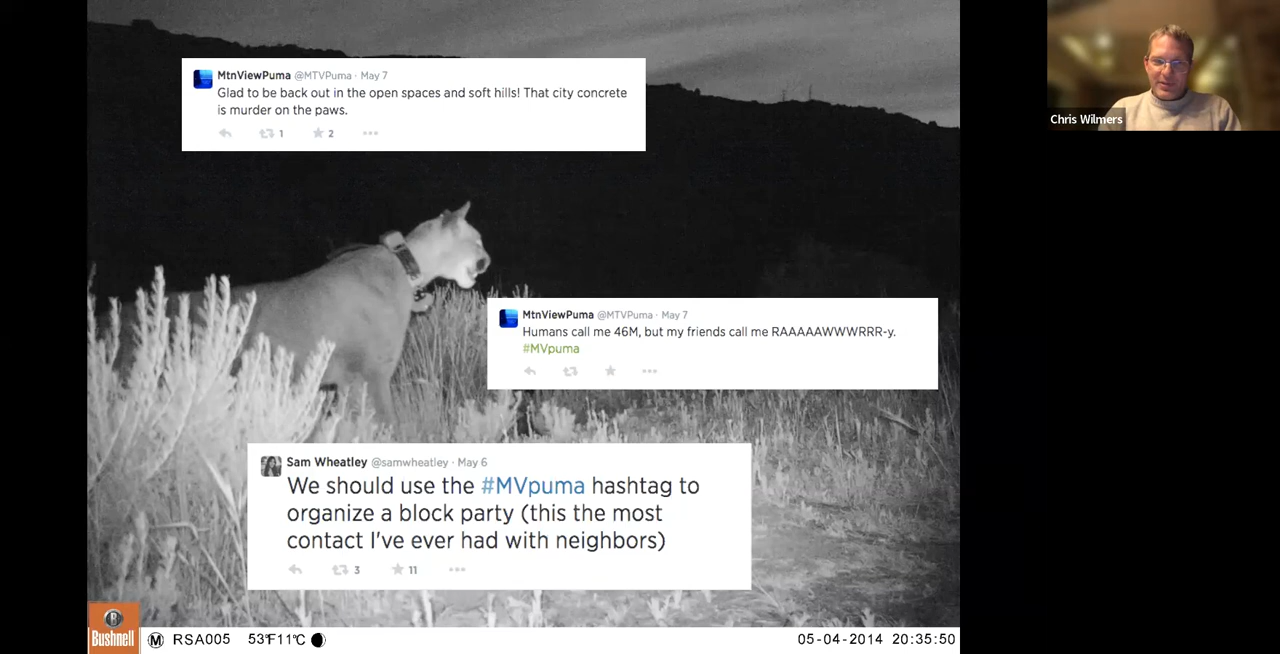 MtnViewPuma @MTVPuma · May 7
Glad to be back out in the open spaces and soft hills! That city concrete
is murder on the paws.
1 2
Chris Wilmers
MtnViewPuma @MTVPuma · May 7
Humans call me 46M, but my friends call me RAAAAAWWWRRR-y.
#MVpuma
Sam Wheatley @samwheatley · May 6
We should use the #MVpuma hashtag to
organize a block party (this the most
contact I've ever had with neighbors)
3 11
B
Bushnell
M RSA005 53°F11°C 05-04-2014 20:35:50